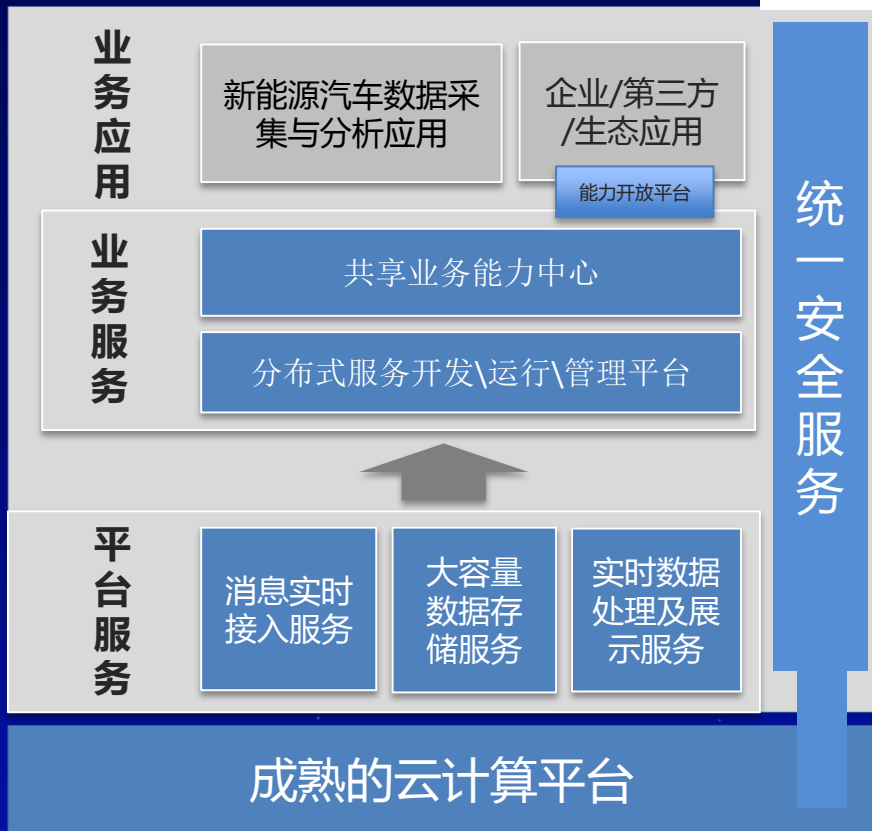 业务应用
新能源汽车数据采
集与分析应用
企业/第三方
/生态应用
能力开放平台
业务服务
共享业务能力中心
分布式服务开发\运行\管理平台
平台服务
消息实时
接入服务
大容量
数据存
储服务
实时数据
处理及展
示服务
统一安全服务
成熟的云计算平台